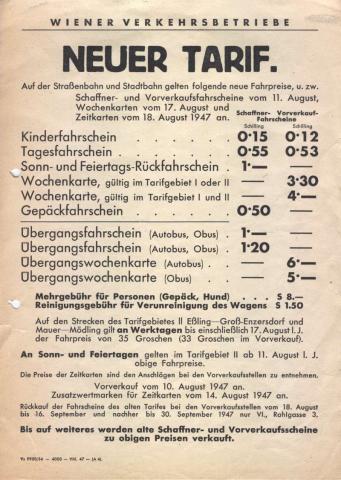 WIENER VERKEHRSBETRIEBE
NEUER TARIF.
Auf der Straßenbahn und Stadtbahn gelten folgende neue Fahrpreise, u. zw.
Schaffner- und Vorverkaufsfahrscheine vom 11. August,
Wochenkarten vom 17. August und
Zeitkarten vom 18. August 1947 an.
Schaffner- Vorverkauf-
Fahrscheine
Schilling Schilling
Kinderfahrschein . . . . . 0·15 0·12
Tagesfahrschein . . . . . 0·55 0·53
Sonn- und Feiertags-Rückfahrschein . 1·— —
Wochenkarte, gültig im Tarifgebiet I oder II — 3·30
Wochenkarte, gültig im Tarifgebiet I und II — 4·—
Gepäckfahrschein . . . . . 0·50 —
Übergangsfahrschein (Autobus, Obus) . 1·— —
Übergangsfahrschein (Autobus, Obus) . 1·20 —
Übergangswochenkarte (Autobus) . . — 6·—
Übergangswochenkarte (Obus) . — 5·—
Mehrgebühr für Personen (Gepäck, Hund) . . . S 8.—
Reinigungsgebühr für Verunreinigung des Wagens S 1.50
Auf den Strecken des Tarifgebietes II Eßling—Groß-Enzersdorf und
Mauer—Mödling gilt an Werktagen bis einschließlich 17. August l. J.
der Fahrpreis von 35 Groschen (33 Groschen im Vorverkauf).
An Sonn- und Feiertagen gelten im Tarifgebiet II ab 11. August l. J.
obige Fahrpreise.
Die Preise der Zeitkarten sind den Anschlägen bei den Vorverkaufsstellen zu entnehmen.
Vorverkauf vom 10. August 1947 an.
Zusatzwertmarken für Zeitkarten vom 14. August 1947 an.
Rückkauf der Fahrscheine des alten Tarifes bei den Vorverkaufsstellen vom 18. August
bis 16. September und nachher bis 30. September 1947 nur VI., Rahlgasse 3.
Bis auf weiteres werden alte Schaffner- und Vorverkaufsscheine
zu obigen Preisen verkauft.